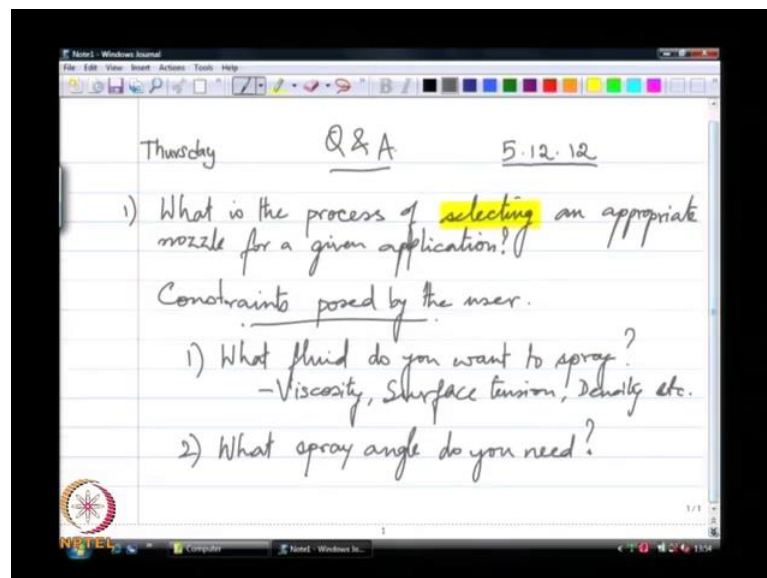 Note1 - Windows Journal
File Edit View Insert Actions Tools Help
Thursday Q & A 5.12.12
1) What is the process of selecting an appropriate
nozzle for a given application?
Constraints posed by the user.
1) What fluid do you want to spray?
- Viscosity, Surface tension, Density etc.
2) What spray angle do you need?
1/1
1
NPTEL
Computer Note1 - Windows Jo... 13:54